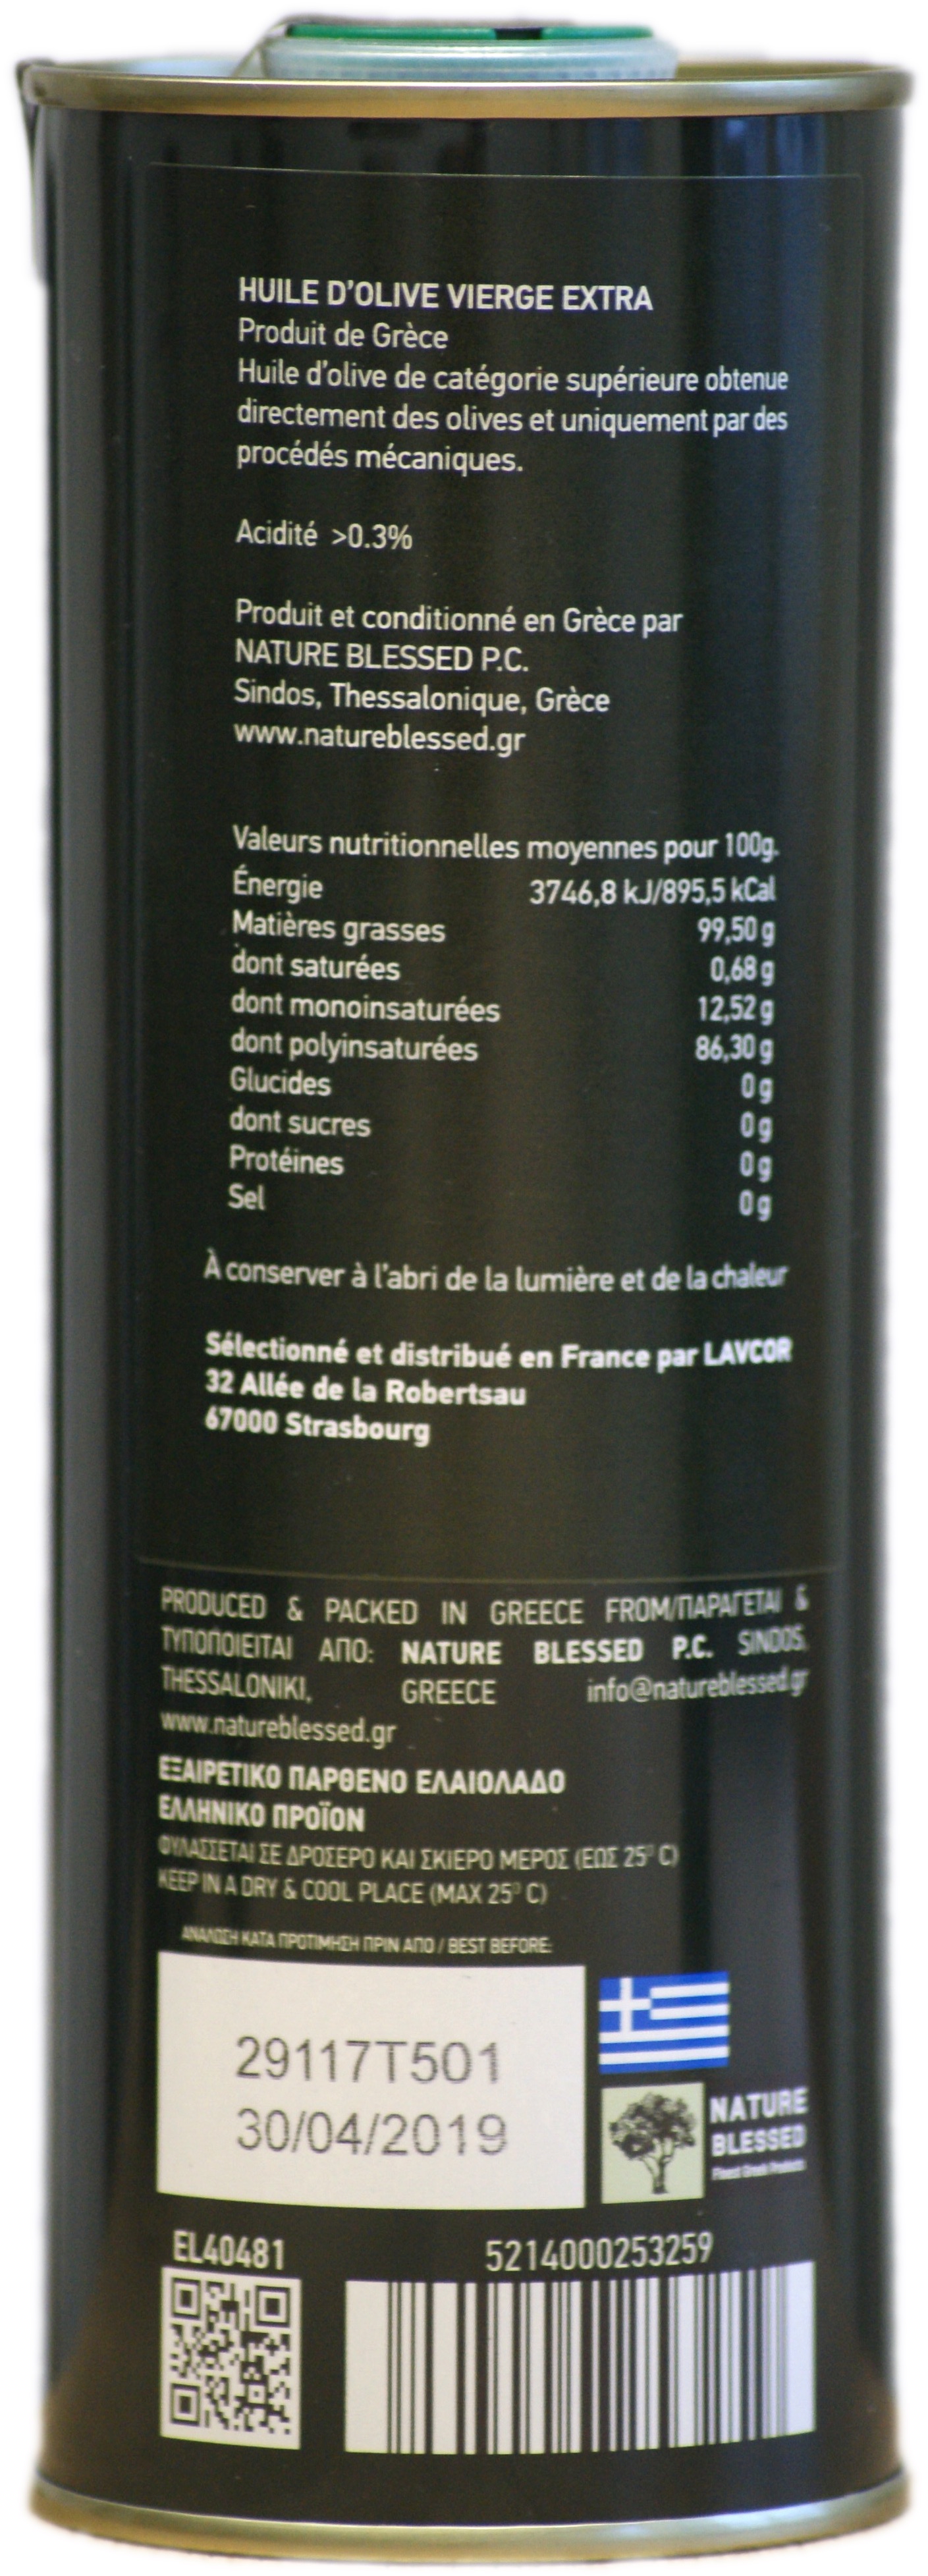 HUILE D'OLIVE VIERGE EXTRA
Produit de Grèce
Huile d'olive de catégorie supérieure obtenue
directement des olives et uniquement par des
procédés mécaniques.
Acidité >0.3%
Produit et conditionné en Grèce par
NATURE BLESSED P.C.
Sindos, Thessalonique, Grèce
www.natureblessed.gr
Valeurs nutritionnelles moyennes pour 100g.
Énergie 3746,8 kJ/895,5 kCal
Matières grasses 99,50 g
dont saturées 0,68 g
dont monoinsaturées 12,52 g
dont polyinsaturées 86,30 g
Glucides 0 g
dont sucres 0 g
Protéines 0 g
Sel 0 g
À conserver à l'abri de la lumière et de la chaleur
Sélectionné et distribué en France par LAVCOR
32 Allée de la Robertsau
67000 Strasbourg
PRODUCED & PACKED IN GREECE FROM/ΠΑΡΑΓΕΤΑΙ &
ΤΥΠΟΠΟΙΕΙΤΑΙ ΑΠΟ: NATURE BLESSED P.C. SINDOS,
THESSALONIKI, GREECE info@natureblessed.gr
www.natureblessed.gr
ΕΞΑΙΡΕΤΙΚΟ ΠΑΡΘΕΝΟ ΕΛΑΙΟΛΑΔΟ
ΕΛΛΗΝΙΚΟ ΠΡΟΪΟΝ
ΦΥΛΑΣΣΕΤΑΙ ΣΕ ΔΡΟΣΕΡΟ ΚΑΙ ΣΚΙΕΡΟ ΜΕΡΟΣ (ΕΩΣ 25° C)
KEEP IN A DRY & COOL PLACE (MAX 25° C)
ΑΝΑΛΩΣΗ ΚΑΤΑ ΠΡΟΤΙΜΗΣΗ ΠΡΙΝ ΑΠΟ / BEST BEFORE:
29117T501
30/04/2019
NATURE
BLESSED
Finest Greek Products
EL40481
5214000253259